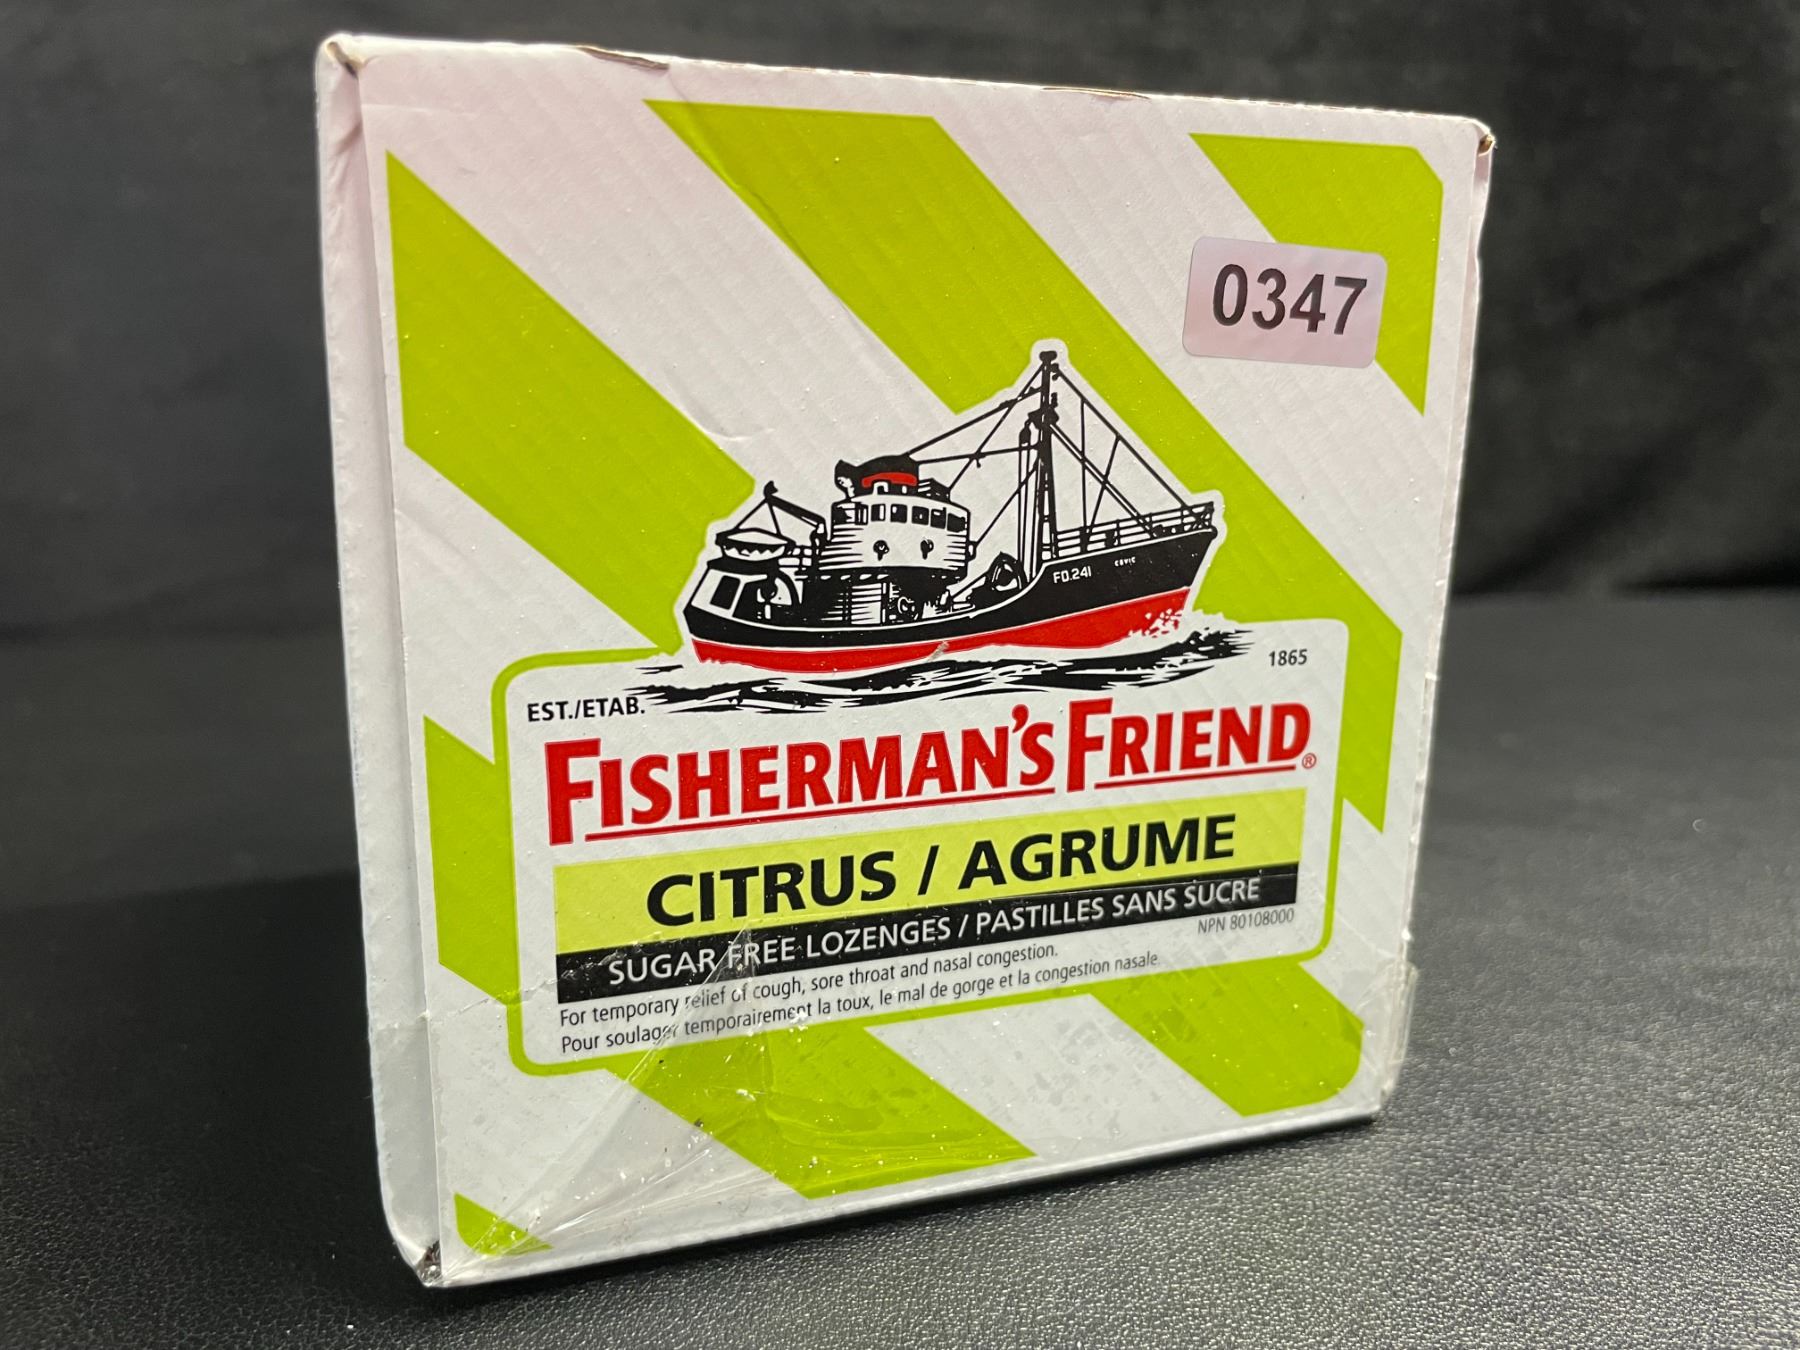 0347
FD.241
EST./ETAB. 1865
FISHERMAN'S FRIEND®
CITRUS / AGRUME
SUGAR FREE LOZENGES / PASTILLES SANS SUCRE
NPN 80108000
For temporary relief of cough, sore throat and nasal congestion.
Pour soulager temporairement la toux, le mal de gorge et la congestion nasale.